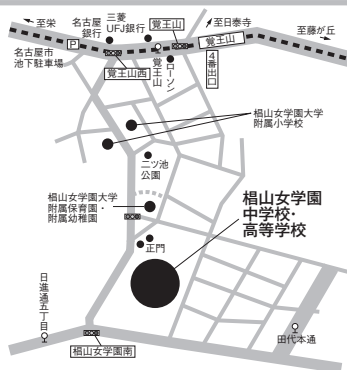 至栄
名古屋
銀行
三菱
UFJ銀行
覚王山
至日泰寺
至藤が丘
P
名古屋市
池下駐車場
覚王山西
覚王山
ローソン
覚王山
4番出口
椙山女学園大学
附属小学校
二ツ池
公園
椙山女学園大学
附属保育園・
附属幼稚園
椙山女学園
中学校・
高等学校
正門
日進通五丁目
椙山女学園南
田代本通